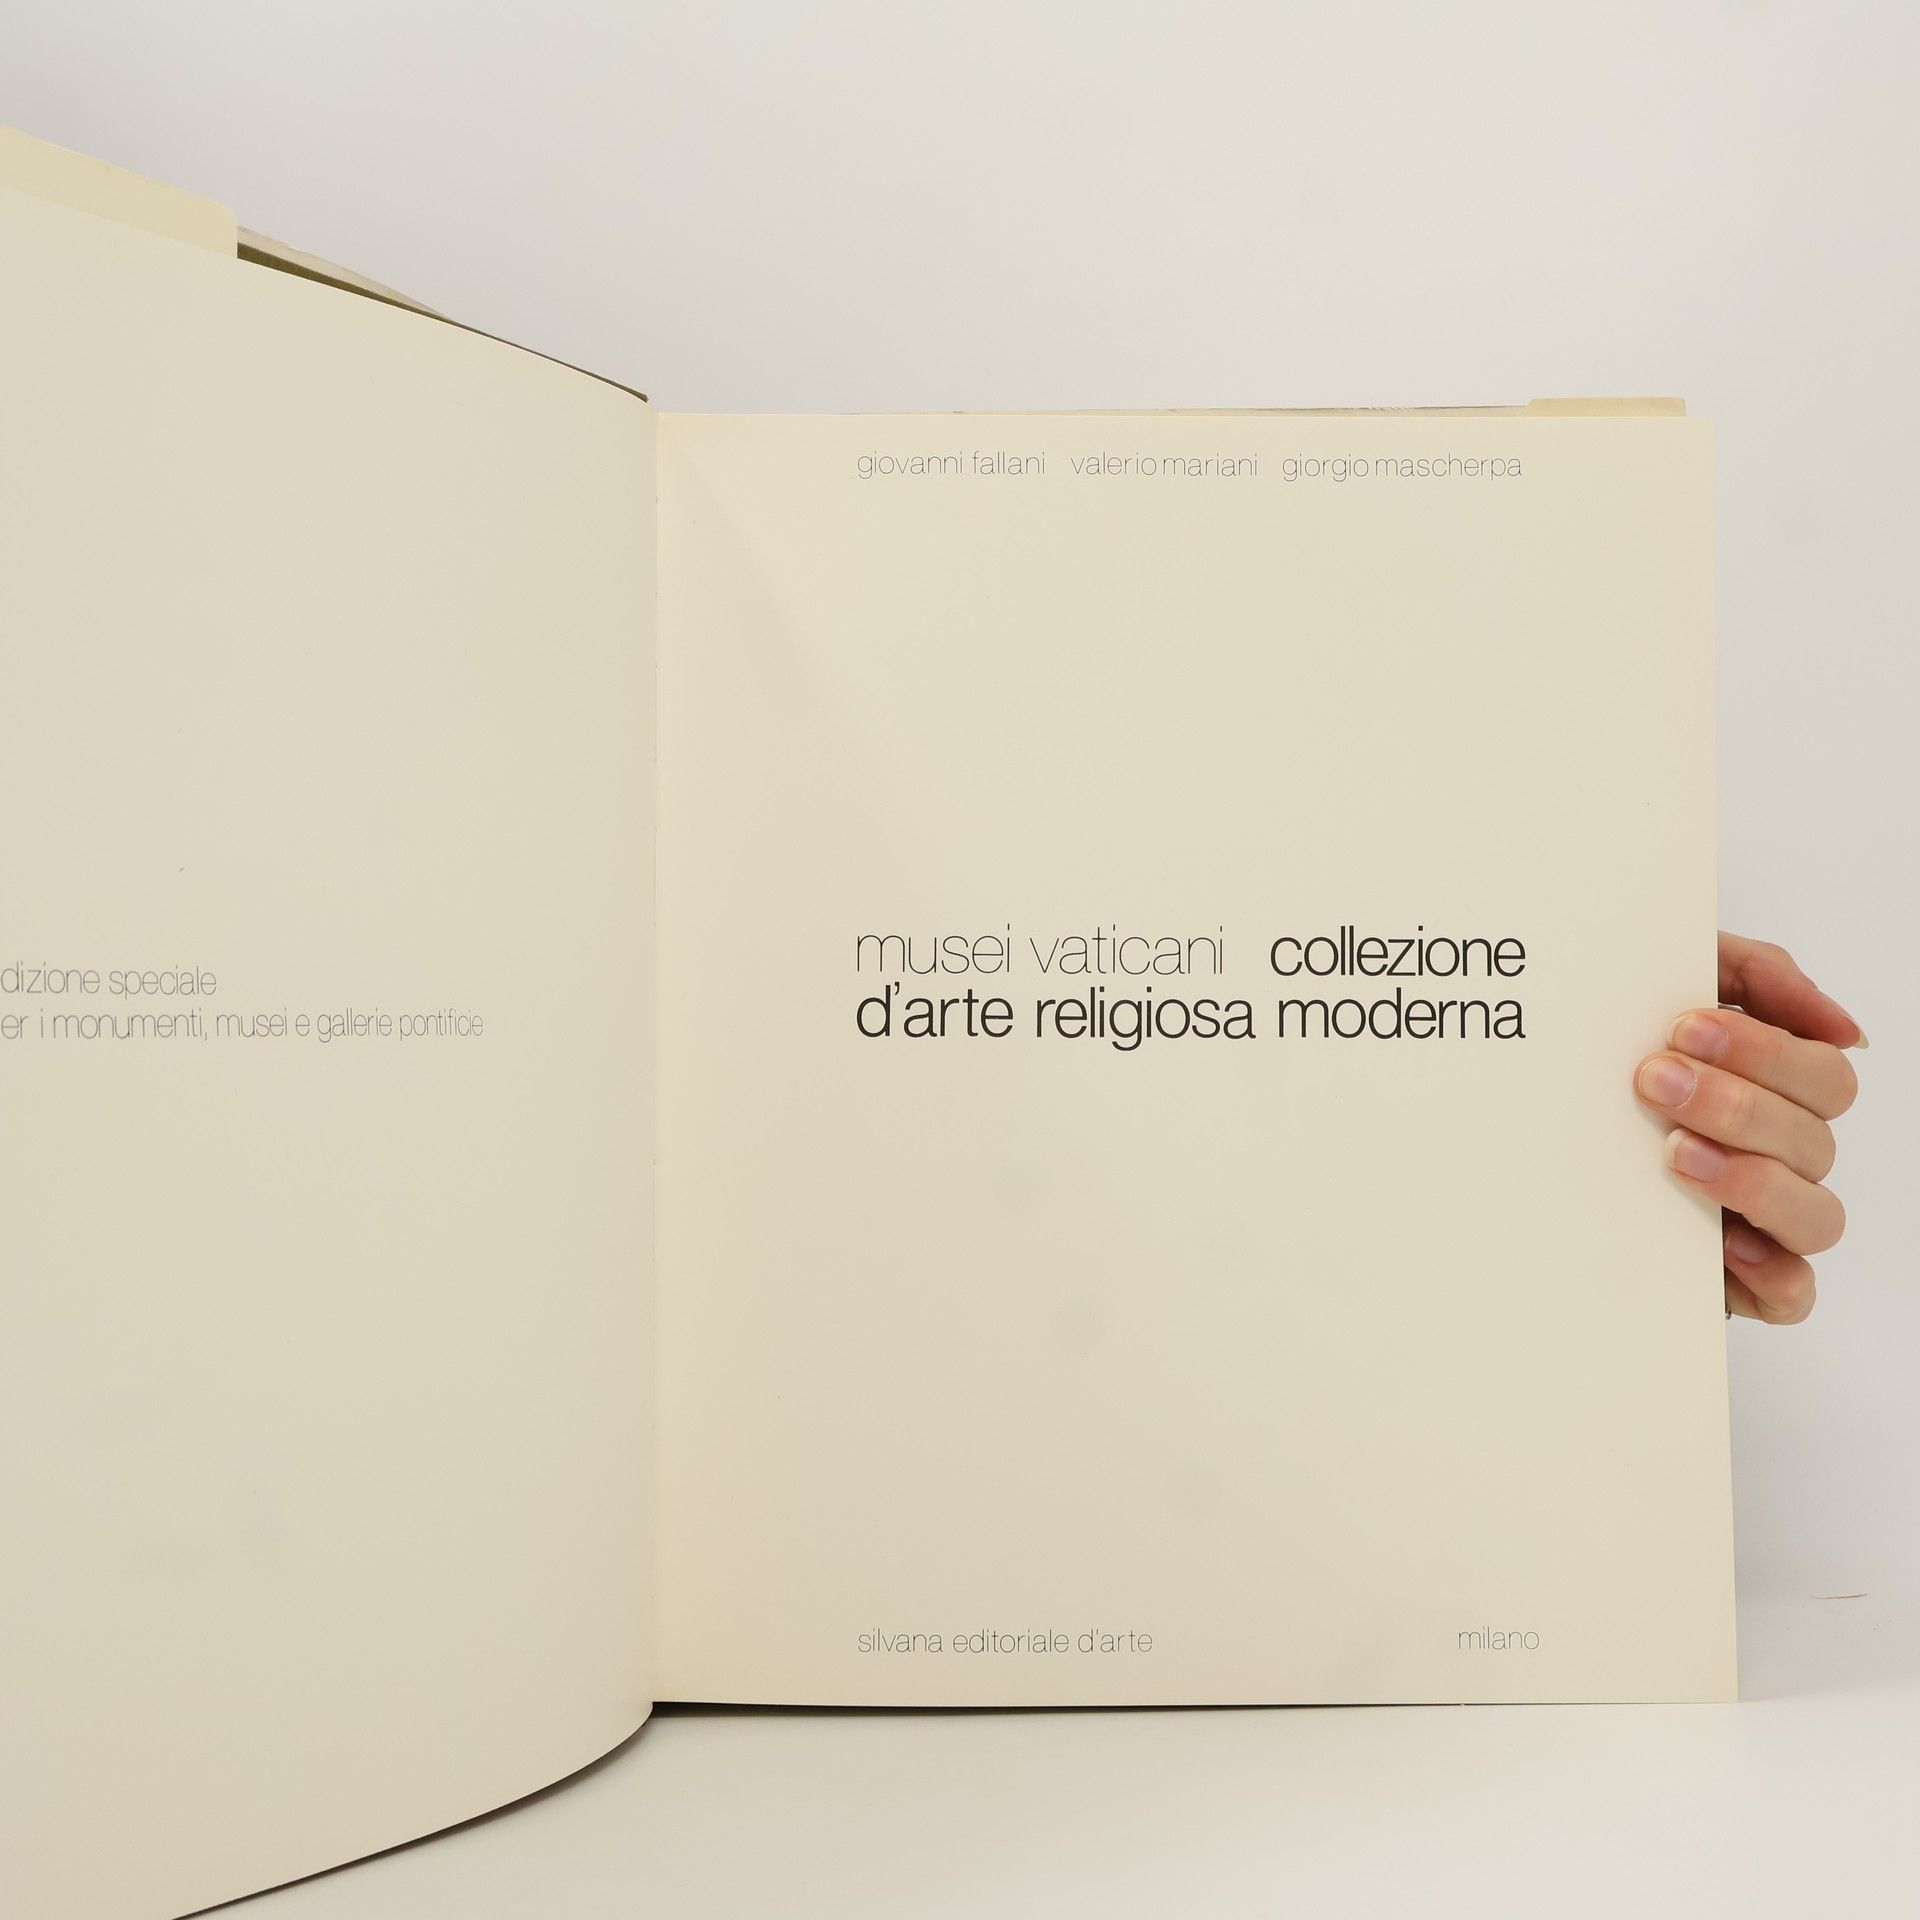 dizione speciale
er i monumenti, musei e gallerie pontificie
giovanni fallani valerio mariani giorgio mascherpa
musei vaticani collezione
d'arte religiosa moderna
silvana editoriale d'arte milano